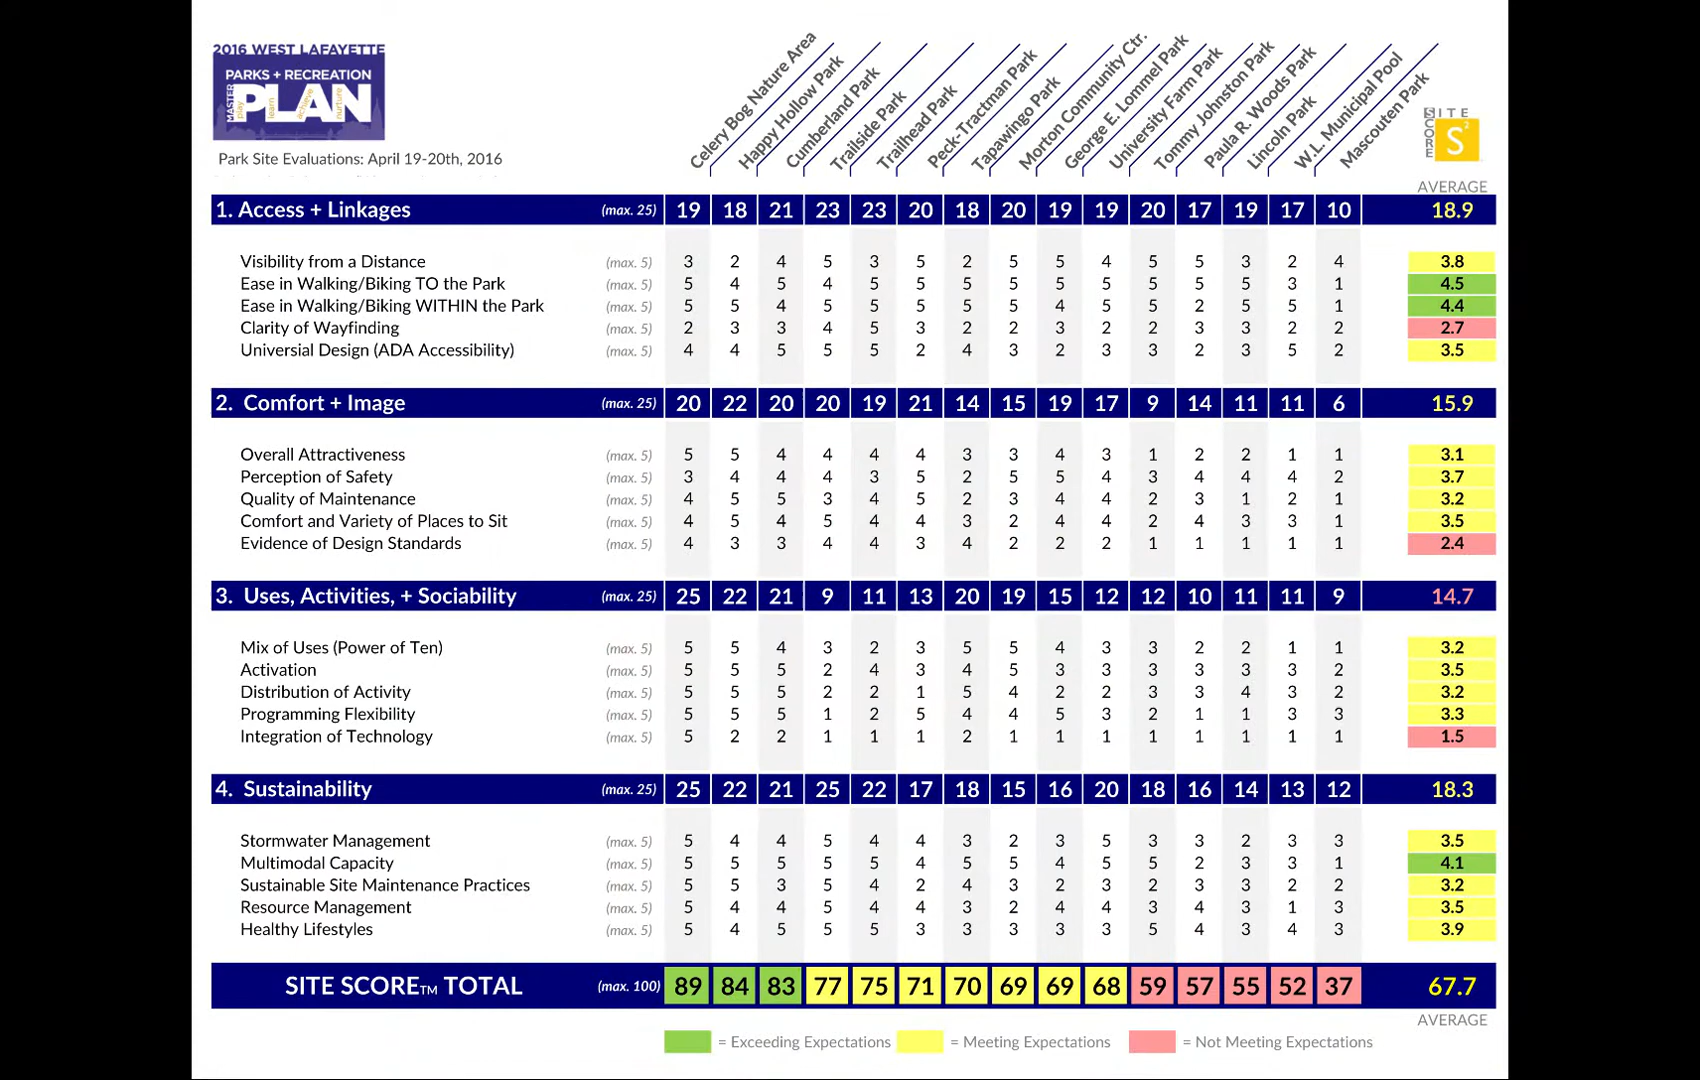 2016 WEST LAFAYETTE
PARKS + RECREATION
MASTER
PLAN
play
learn
achieve
nurture
Park Site Evaluations: April 19-20th, 2016
Celery Bog Nature Area
Happy Hollow Park
Cumberland Park
Trailside Park
Trailhead Park
Peck-Tractman Park
Tapawingo Park
Morton Community Ctr.
George E. Lommel Park
University Farm Park
Tommy Johnston Park
Paula R. Woods Park
Lincoln Park
W.L. Municipal Pool
Mascouten Park
SITE
SCORE
S2
AVERAGE
1. Access + Linkages (max. 25) 19 18 21 23 23 20 18 20 19 19 20 17 19 17 10 18.9
Visibility from a Distance (max. 5) 3 2 4 5 3 5 2 5 5 4 5 5 3 2 4 3.8
Ease in Walking/Biking TO the Park (max. 5) 5 4 5 4 5 5 5 5 5 5 5 5 5 3 1 4.5
Ease in Walking/Biking WITHIN the Park (max. 5) 5 5 4 5 5 5 5 5 4 5 5 2 5 5 1 4.4
Clarity of Wayfinding (max. 5) 2 3 3 4 5 3 2 2 3 2 2 3 3 2 2 2.7
Universial Design (ADA Accessibility) (max. 5) 4 4 5 5 5 2 4 3 2 3 3 2 3 5 2 3.5
2. Comfort + Image (max. 25) 20 22 20 20 19 21 14 15 19 17 9 14 11 11 6 15.9
Overall Attractiveness (max. 5) 5 5 4 4 4 4 3 3 4 3 1 2 2 1 1 3.1
Perception of Safety (max. 5) 3 4 4 4 3 5 2 5 5 4 3 4 4 4 2 3.7
Quality of Maintenance (max. 5) 4 5 5 3 4 5 2 3 4 4 2 3 1 2 1 3.2
Comfort and Variety of Places to Sit (max. 5) 4 5 4 5 4 4 3 2 4 4 2 4 3 3 1 3.5
Evidence of Design Standards (max. 5) 4 3 3 4 4 3 4 2 2 2 1 1 1 1 1 2.4
3. Uses, Activities, + Sociability (max. 25) 25 22 21 9 11 13 20 19 15 12 12 10 11 11 9 14.7
Mix of Uses (Power of Ten) (max. 5) 5 5 4 3 2 3 5 5 4 3 3 2 2 1 1 3.2
Activation (max. 5) 5 5 5 2 4 3 4 5 3 3 3 3 3 3 2 3.5
Distribution of Activity (max. 5) 5 5 5 2 2 1 5 4 2 2 3 3 4 3 2 3.2
Programming Flexibility (max. 5) 5 5 5 1 2 5 4 4 5 3 2 1 1 3 3 3.3
Integration of Technology (max. 5) 5 2 2 1 1 1 2 1 1 1 1 1 1 1 1 1.5
4. Sustainability (max. 25) 25 22 21 25 22 17 18 15 16 20 18 16 14 13 12 18.3
Stormwater Management (max. 5) 5 4 4 5 4 4 3 2 3 5 3 3 2 3 3 3.5
Multimodal Capacity (max. 5) 5 5 5 5 5 4 5 5 4 5 5 2 3 3 1 4.1
Sustainable Site Maintenance Practices (max. 5) 5 5 3 5 4 2 4 3 2 3 2 3 3 2 2 3.2
Resource Management (max. 5) 5 4 4 5 4 4 3 2 4 4 3 4 3 1 3 3.5
Healthy Lifestyles (max. 5) 5 4 5 5 5 3 3 3 3 3 5 4 3 4 3 3.9
SITE SCORE™ TOTAL (max. 100) 89 84 83 77 75 71 70 69 69 68 59 57 55 52 37 67.7
AVERAGE
= Exceeding Expectations = Meeting Expectations = Not Meeting Expectations